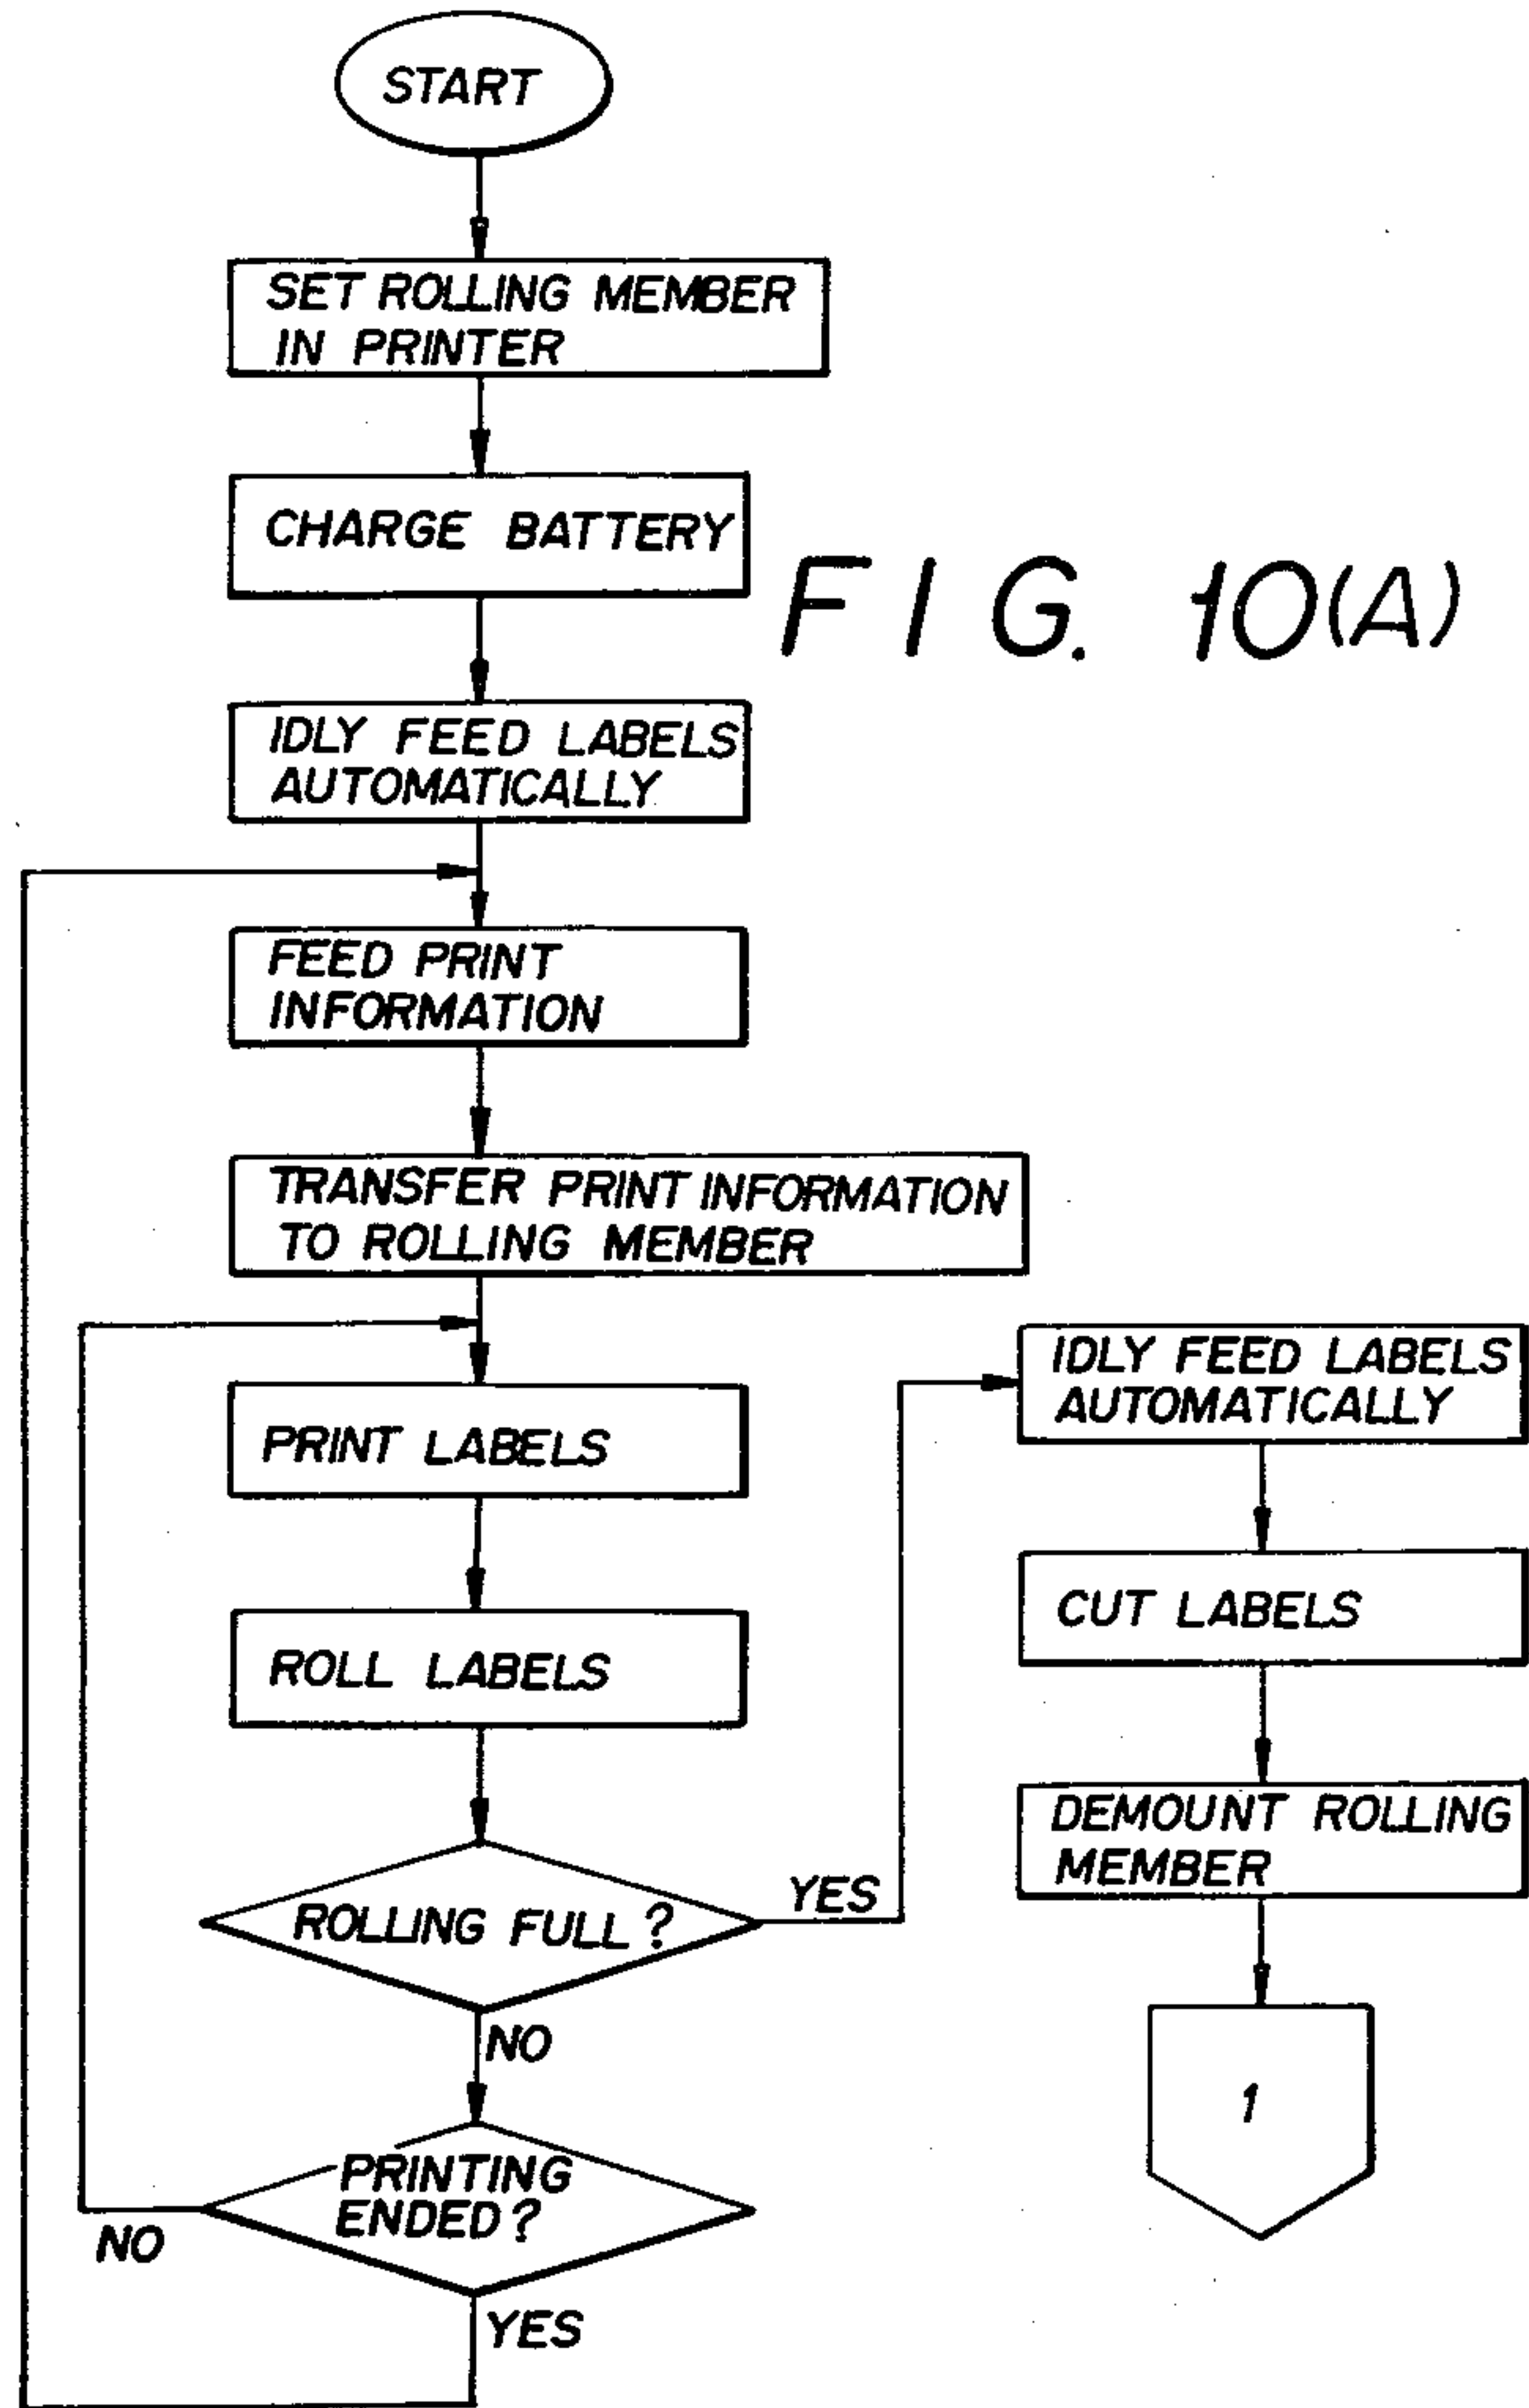 START
SET ROLLING MEMBER
IN PRINTER
CHARGE BATTERY
FIG. 10(A)
IDLY FEED LABELS
AUTOMATICALLY
FEED PRINT
INFORMATION
TRANSFER PRINT INFORMATION
TO ROLLING MEMBER
PRINT LABELS
ROLL LABELS
ROLLING FULL?
YES
NO
PRINTING
ENDED?
NO
YES
IDLY FEED LABELS
AUTOMATICALLY
CUT LABELS
DEMOUNT ROLLING
MEMBER
1